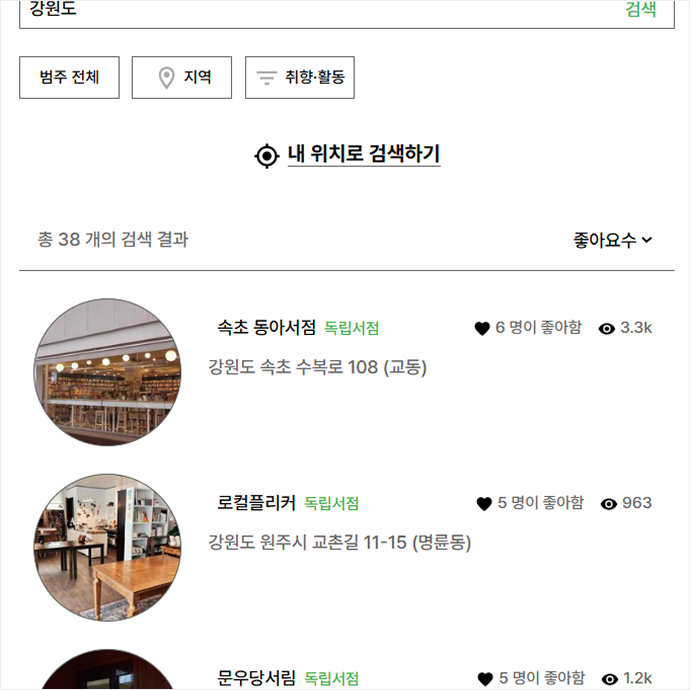 강원도 검색
범주 전체 지역 취향·활동
내 위치로 검색하기
총 38 개의 검색 결과 좋아요수
속초 동아서점 독립서점 6 명이 좋아함 3.3k
강원도 속초 수복로 108 (교동)
로컬플리커 독립서점 5 명이 좋아함 963
강원도 원주시 교촌길 11-15 (명륜동)
문우당서림 독립서점 5 명이 좋아함 1.2k